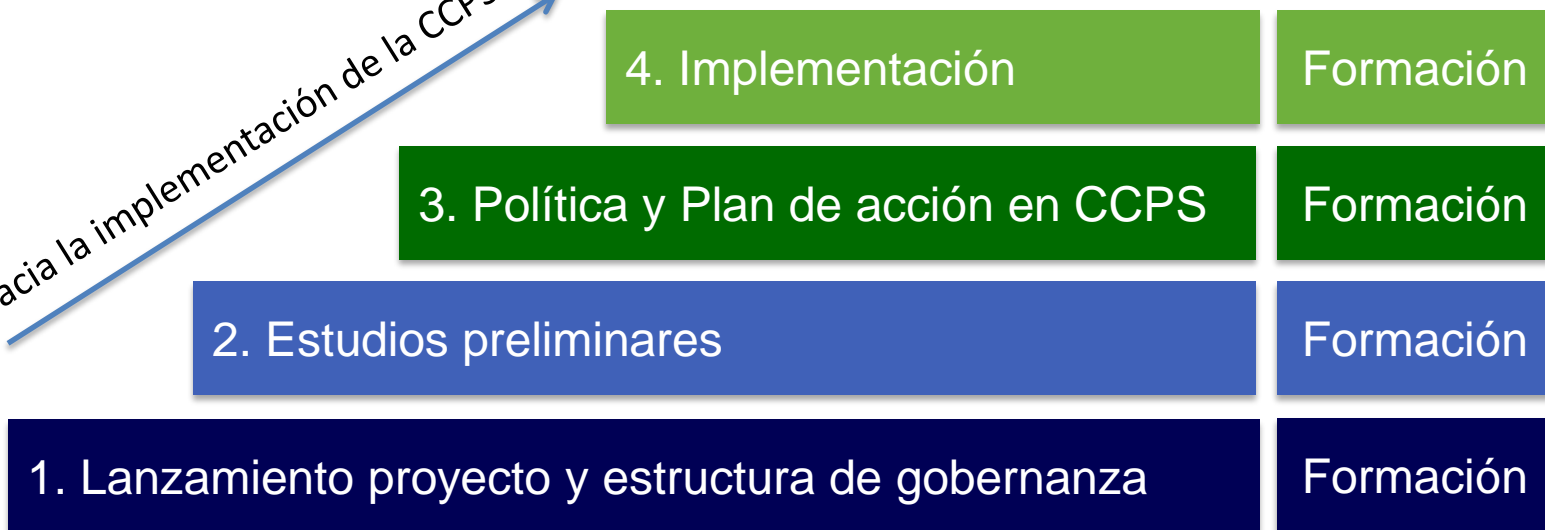 acia la implementación de la CCPS
4. Implementación Formación
3. Política y Plan de acción en CCPS Formación
2. Estudios preliminares Formación
1. Lanzamiento proyecto y estructura de gobernanza Formación